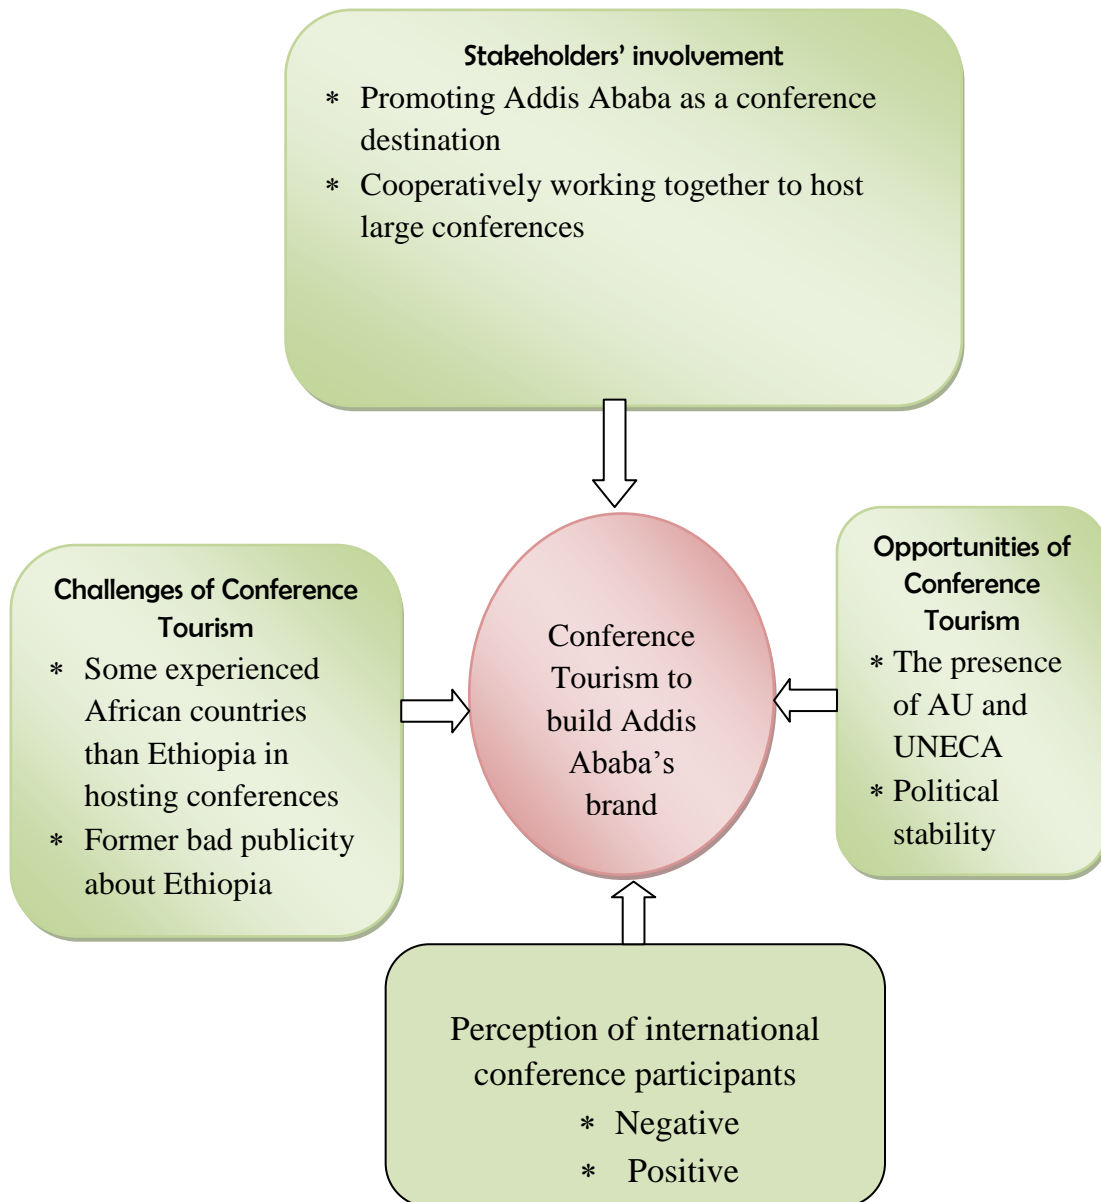 Stakeholders' involvement
* Promoting Addis Ababa as a conference
destination
* Cooperatively working together to host
large conferences
Challenges of Conference
Tourism
* Some experienced
African countries
than Ethiopia in
hosting conferences
* Former bad publicity
about Ethiopia
Conference
Tourism to
build Addis
Ababa's
brand
Opportunities of
Conference
Tourism
* The presence
of AU and
UNECA
* Political
stability
Perception of international
conference participants
* Negative
* Positive